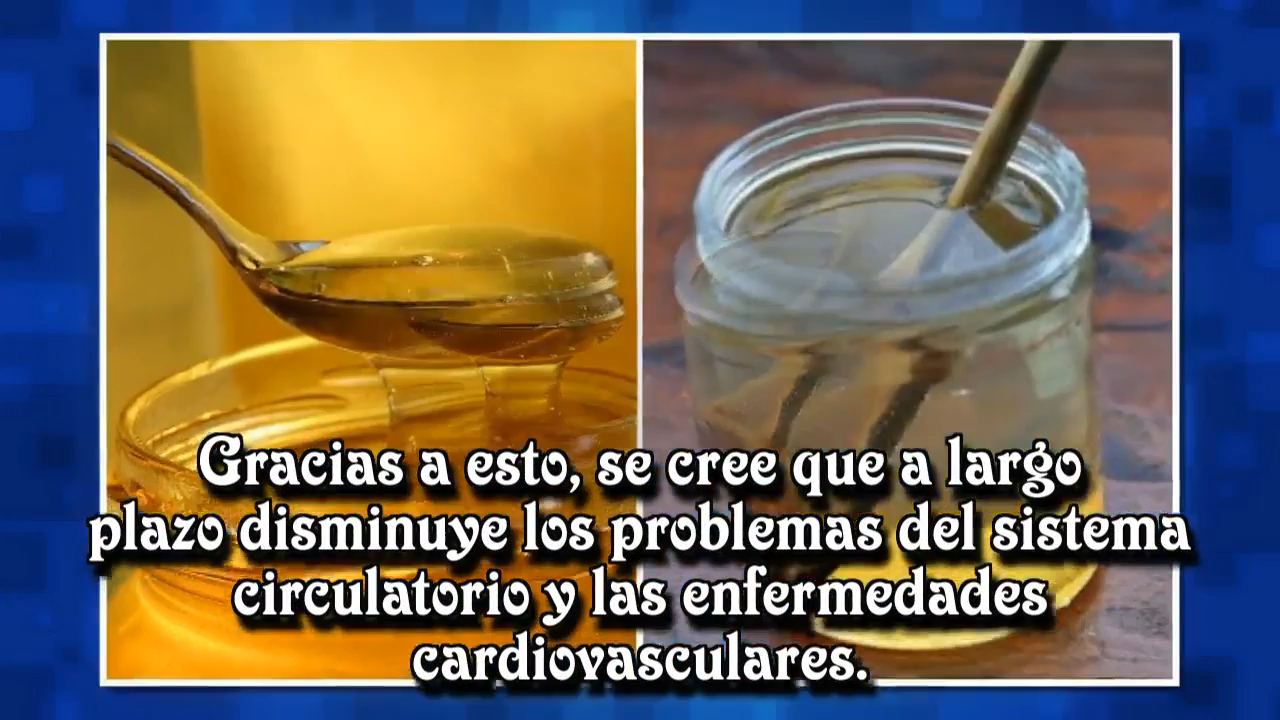 Gracias a esto, se cree que a largo
plazo disminuye los problemas del sistema
circulatorio y las enfermedades
cardiovasculares.